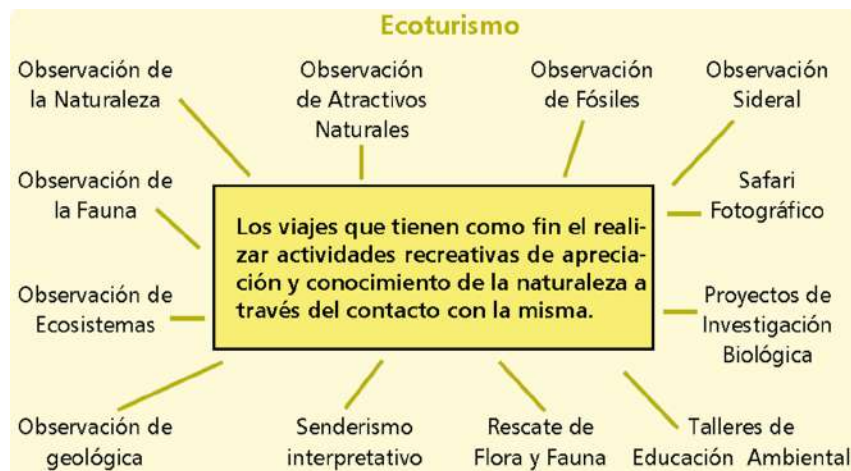 Ecoturismo
Observación de
la Naturaleza
Observación
de Atractivos
Naturales
Observación
de Fósiles
Observación
Sideral
Observación de
la Fauna
Safari
Fotográfico
Los viajes que tienen como fin el reali-
zar actividades recreativas de aprecia-
ción y conocimiento de la naturaleza a
través del contacto con la misma.
Observación de
Ecosistemas
Proyectos de
Investigación
Biológica
Observación de
geológica
Senderismo
interpretativo
Rescate de
Flora y Fauna
Talleres de
Educación Ambiental